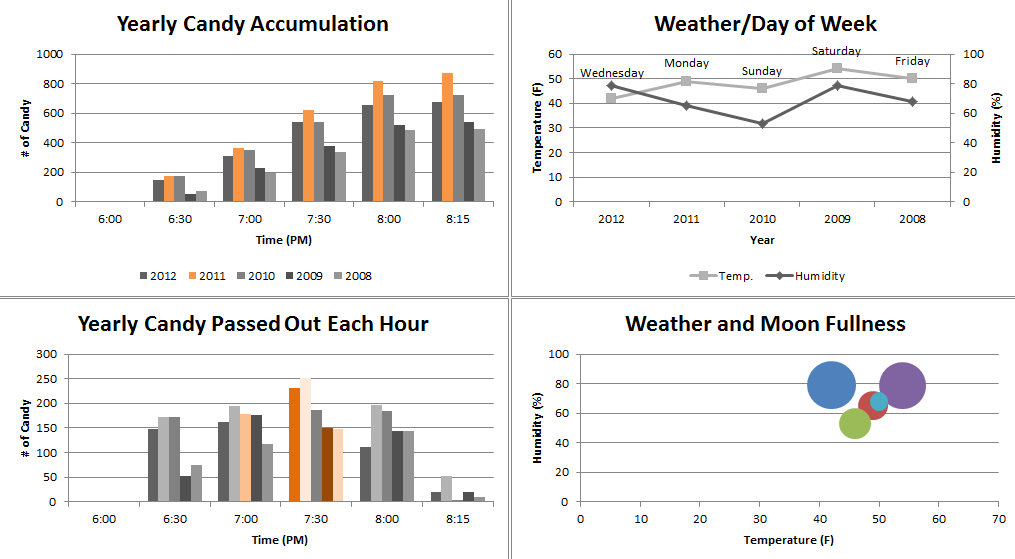 Yearly Candy Accumulation
1000
800
600
400
200
0
# of Candy
6:00 6:30 7:00 7:30 8:00 8:15
Time (PM)
2012 2011 2010 2009 2008
Weather/Day of Week
60
50
40
30
20
10
0
Temperature (F)
Wednesday Monday Sunday Saturday Friday
100
80
60
40
20
0
Humidity (%)
2012 2011 2010 2009 2008
Year
Temp. Humidity
Yearly Candy Passed Out Each Hour
300
250
200
150
100
50
0
# of Candy
6:00 6:30 7:00 7:30 8:00 8:15
Time (PM)
Weather and Moon Fullness
100
80
60
40
20
0
Humidity (%)
0 10 20 30 40 50 60 70
Temperature (F)